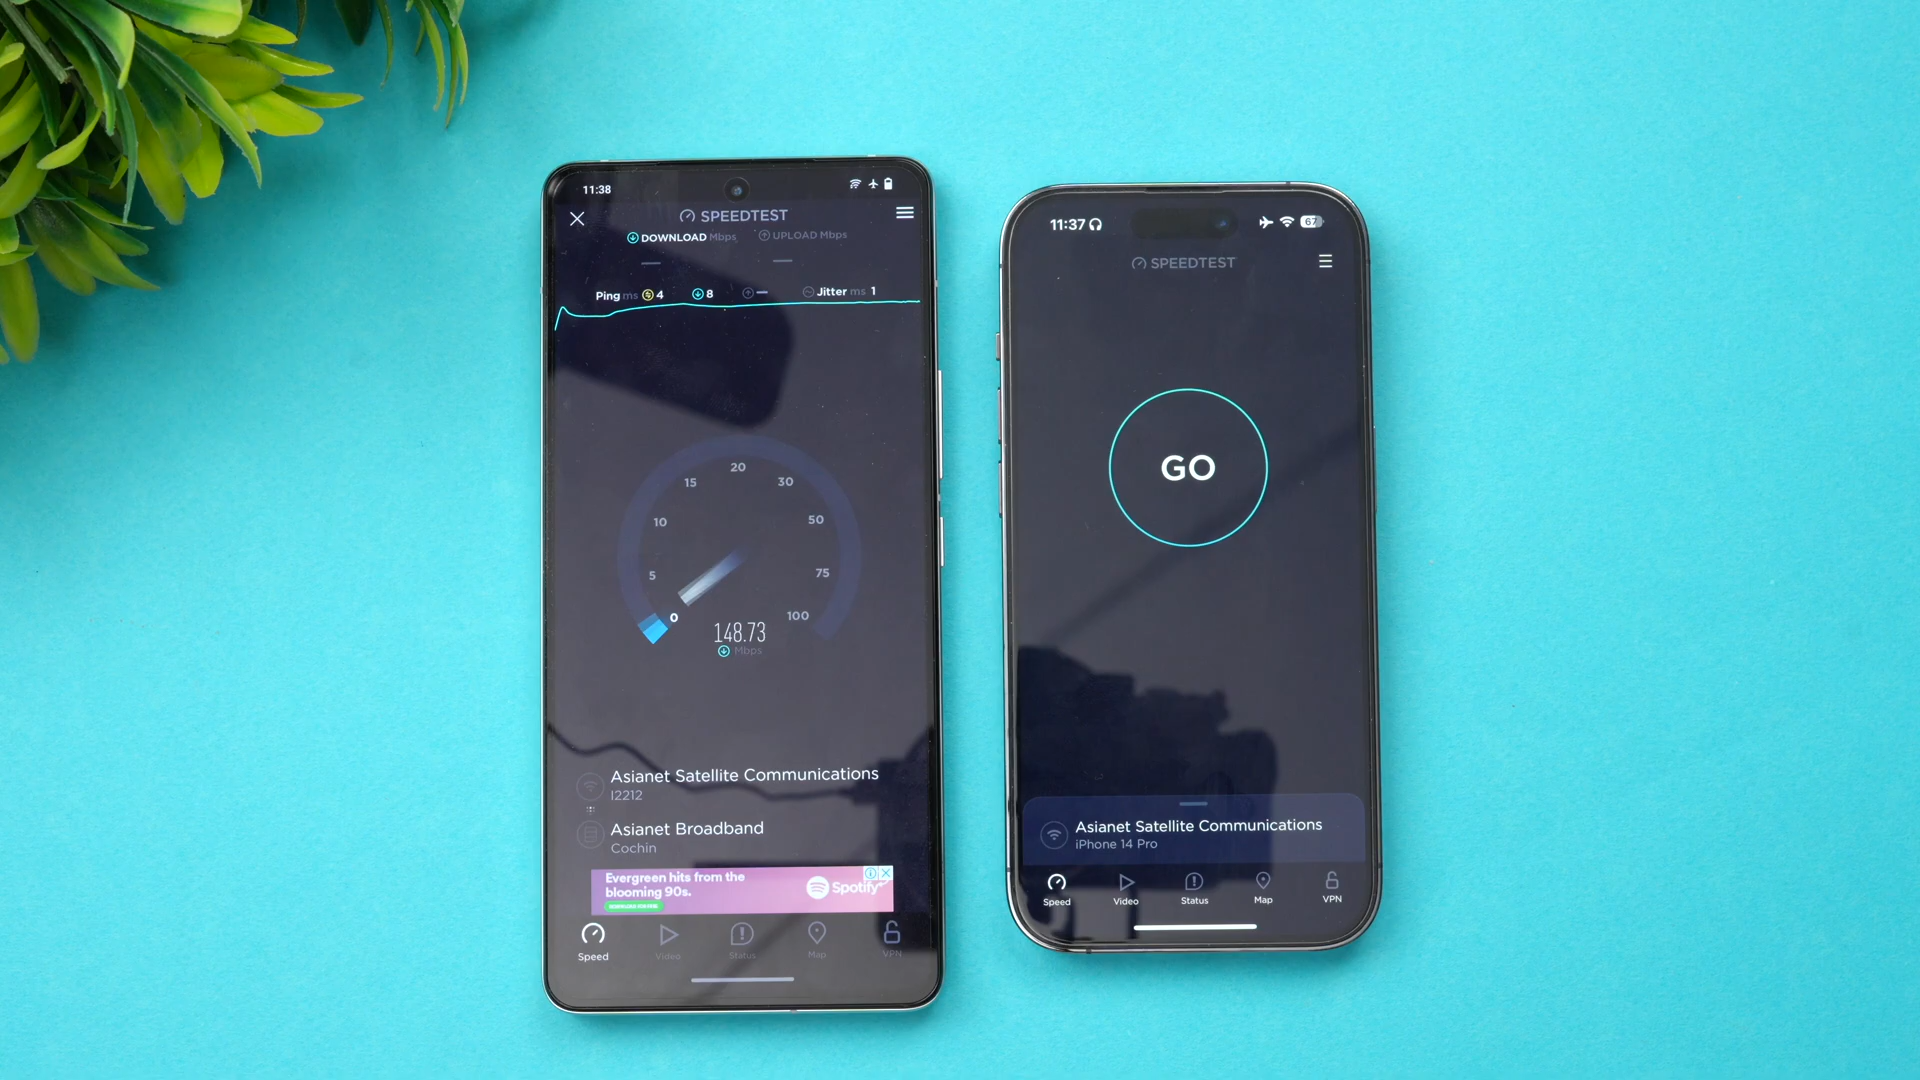 11:38
SPEEDTEST
DOWNLOAD Mbps UPLOAD Mbps
Ping ms 4 8 — Jitter ms 1
0
5
10
15
20
30
50
75
100
148.73
Mbps
Asianet Satellite Communications
I2212
Asianet Broadband
Cochin
Evergreen hits from the
blooming 90s.
Spotify
Speed Video Status Map VPN
11:37 67
SPEEDTEST
GO
Asianet Satellite Communications
iPhone 14 Pro
Speed Video Status Map VPN